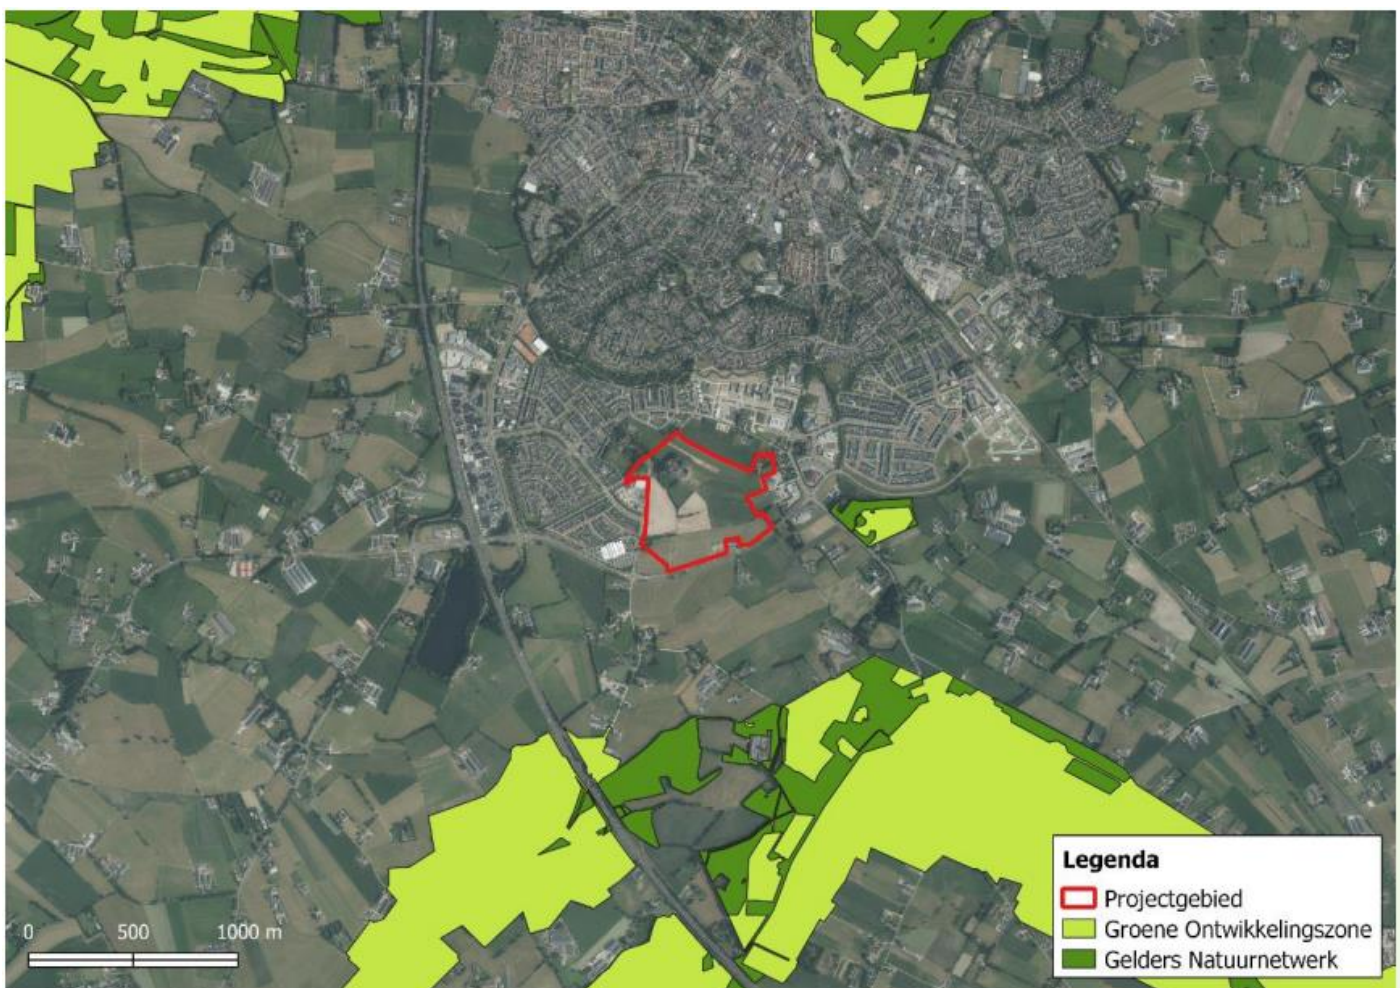 0 500 1000 m
Legenda
Projectgebied
Groene Ontwikkelingszone
Gelders Natuurnetwerk